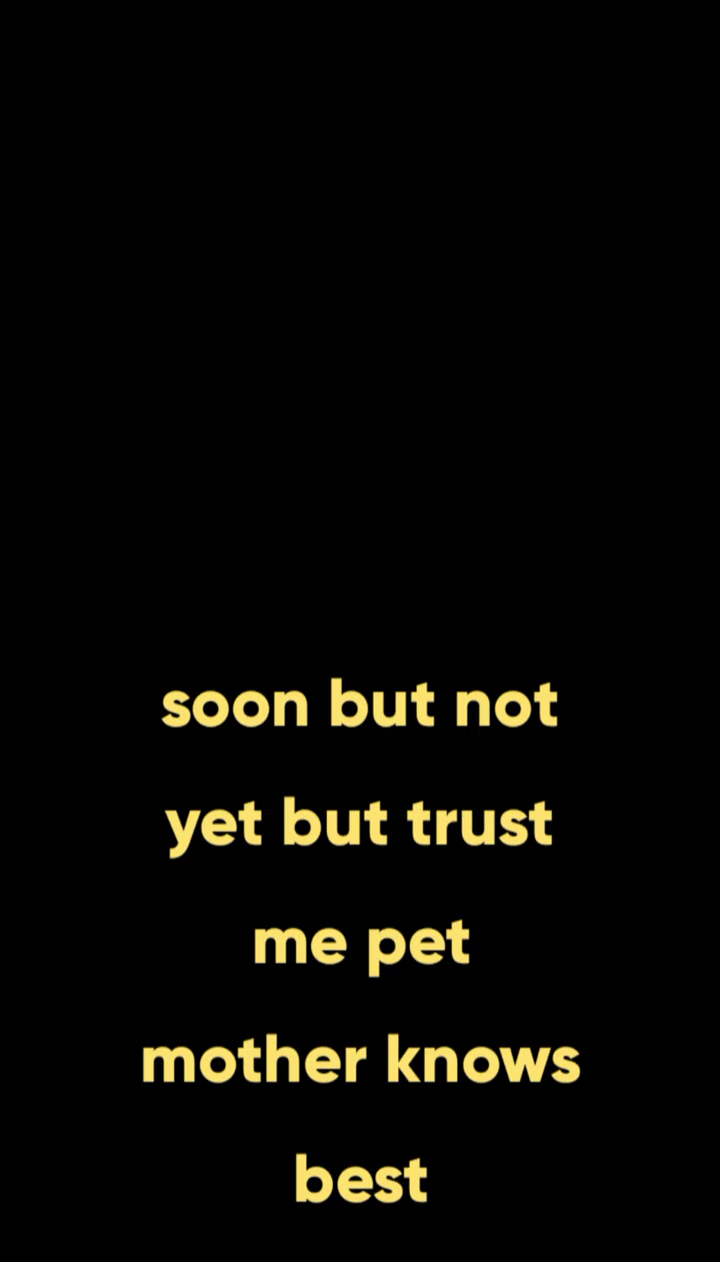 soon but not
yet but trust
me pet
mother knows
best